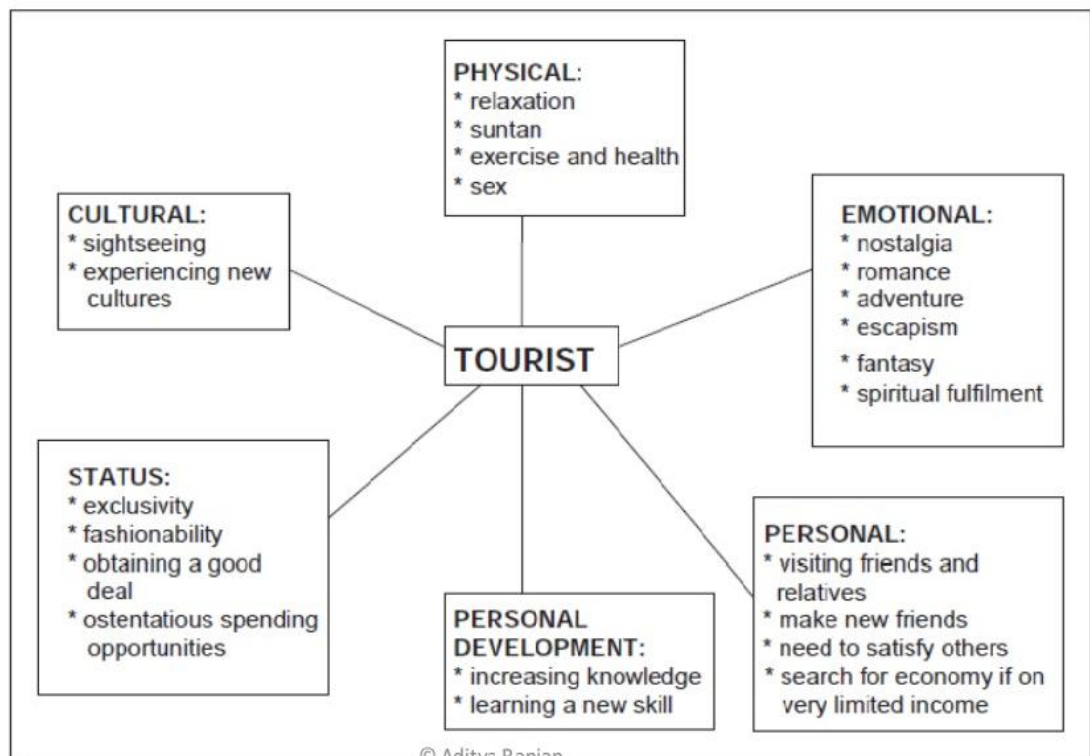 PHYSICAL:
* relaxation
* suntan
* exercise and health
* sex
CULTURAL:
* sightseeing
* experiencing new
cultures
EMOTIONAL:
* nostalgia
* romance
* adventure
* escapism
* fantasy
* spiritual fulfilment
TOURIST
STATUS:
* exclusivity
* fashionability
* obtaining a good
deal
* ostentatious spending
opportunities
PERSONAL
DEVELOPMENT:
* increasing knowledge
* learning a new skill
PERSONAL:
* visiting friends and
relatives
* make new friends
* need to satisfy others
* search for economy if on
very limited income
© Aditya Ranjan